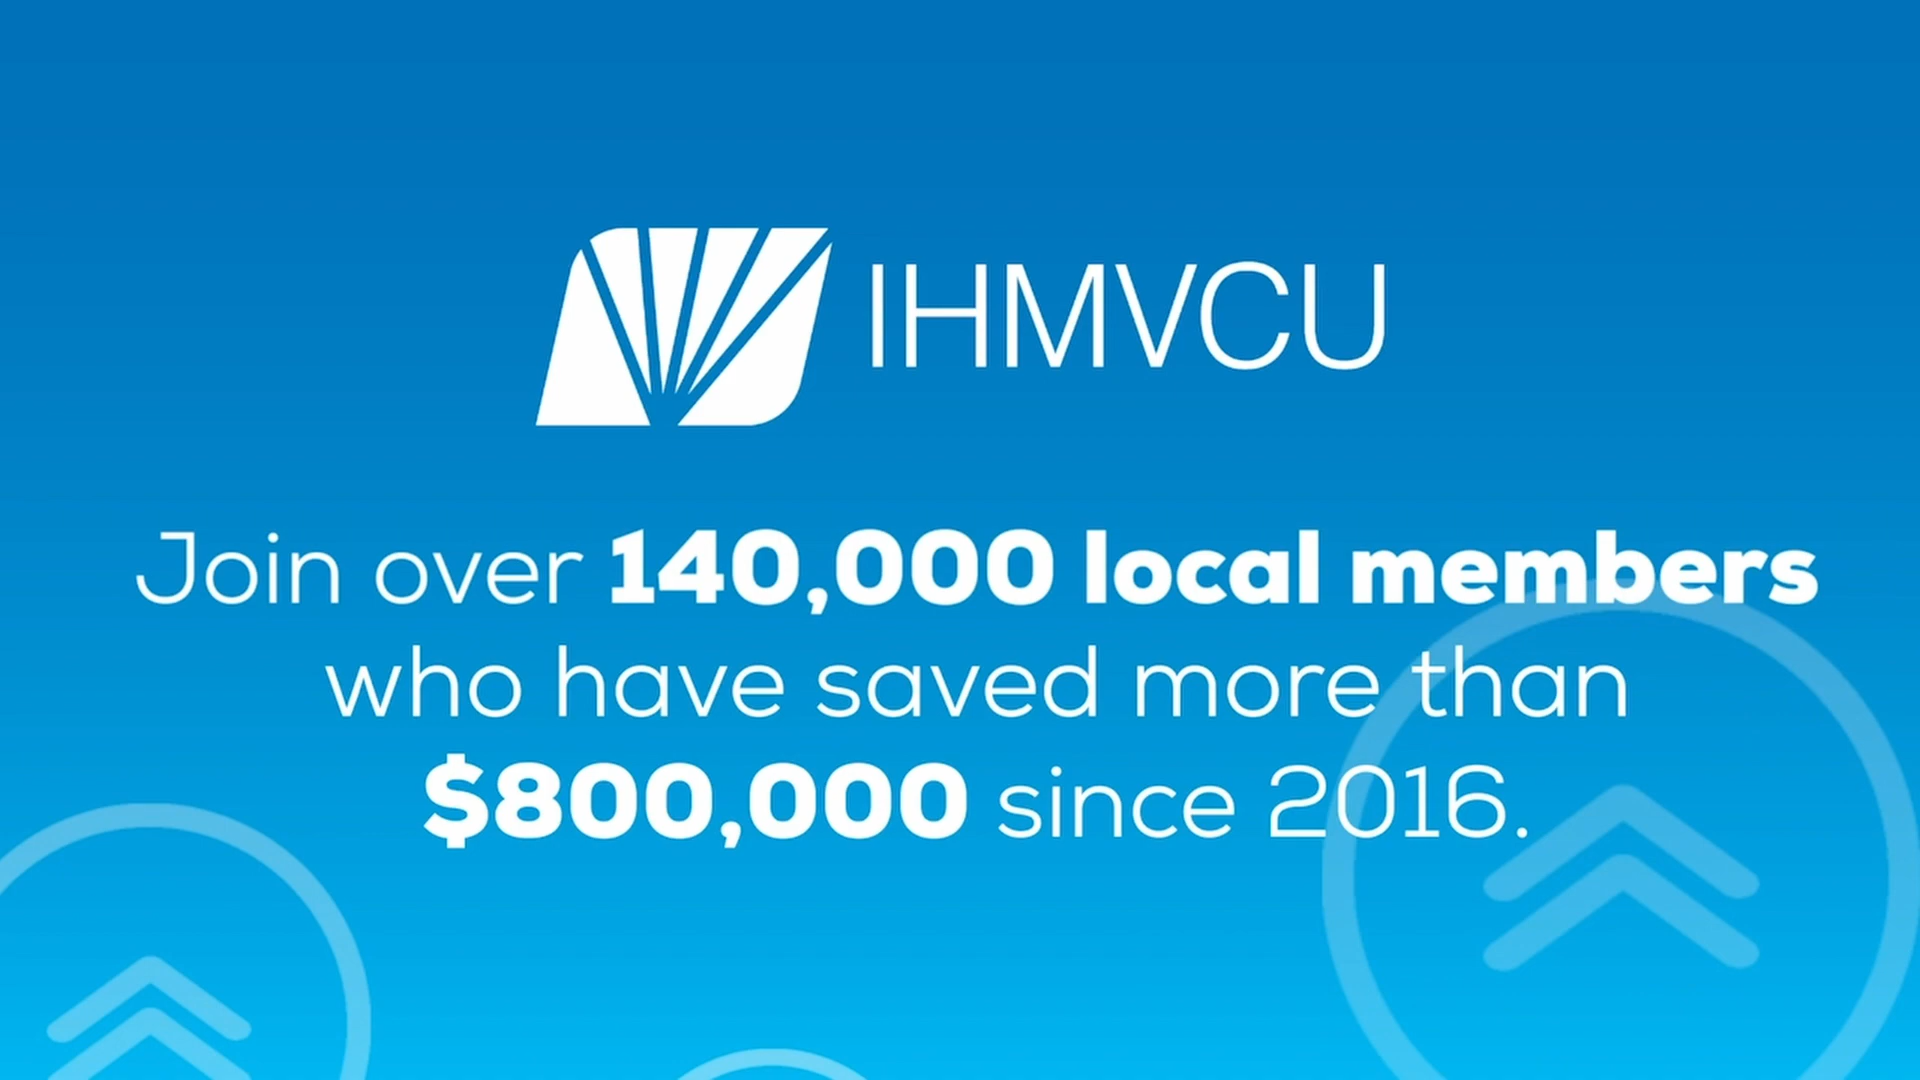 IHMVCU
Join over 140,000 local members
who have saved more than
$800,000 since 2016.